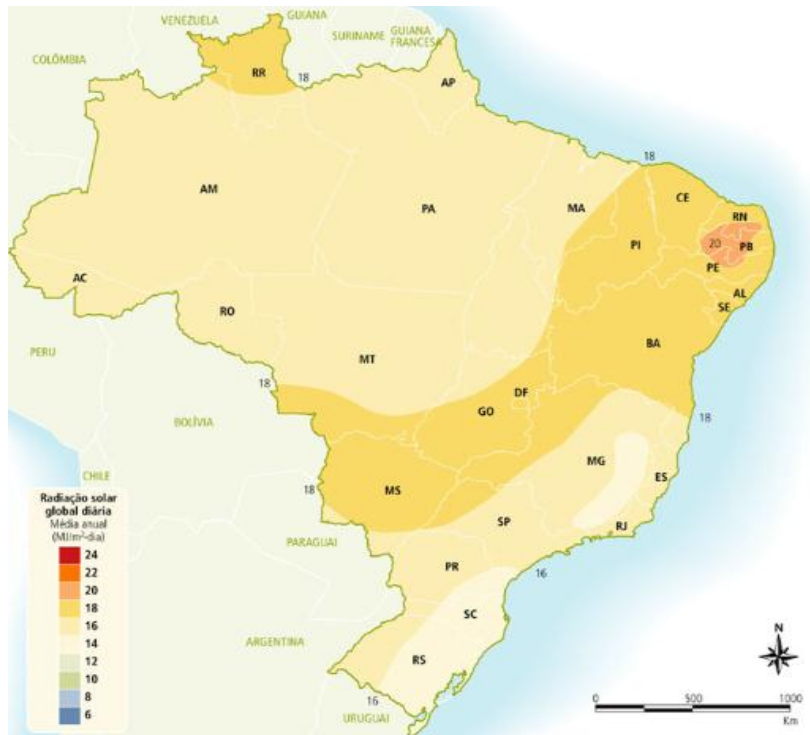 VENEZUELA
GUIANA
SURINAME
GUIANA
FRANCESA
COLÔMBIA
RR
18
AP
18
AM
PA
MA
CE
RN
PI
20
PB
PE
AC
AL
SE
RO
BA
MT
PERU
18
DF
GO
18
BOLÍVIA
MG
ES
CHILE
18
MS
Radiação solar
global diária
Média anual
(MJ/m²-dia)
SP
RJ
PARAGUAI
24
22
20
18
16
14
12
10
8
6
PR
16
SC
ARGENTINA
N
RS
16
URUGUAI
0 500 1000
Km